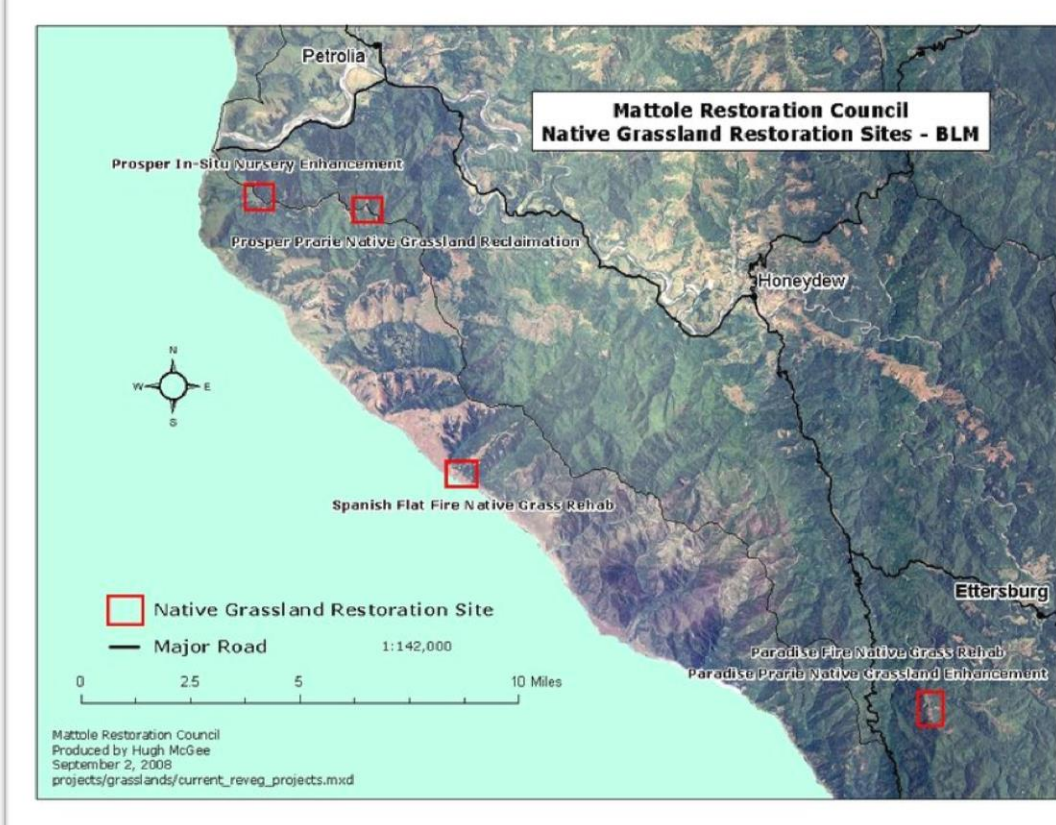 Petrolia
Mattole Restoration Council
Native Grassland Restoration Sites - BLM
Prosper In-Situ Nursery Enhancement
Prosper Prarie Native Grassland Reclaimation
Honeydew
N
W E
S
Spanish Flat Fire Native Grass Rehab
Ettersburg
Native Grassland Restoration Site
Major Road 1:142,000
Paradise Fire Native Grass Rehab
Paradise Prarie Native Grassland Enhancement
0 2.5 5 10 Miles
Mattole Restoration Council
Produced by Hugh McGee
September 2, 2008
projects/grasslands/current_reveg_projects.mxd